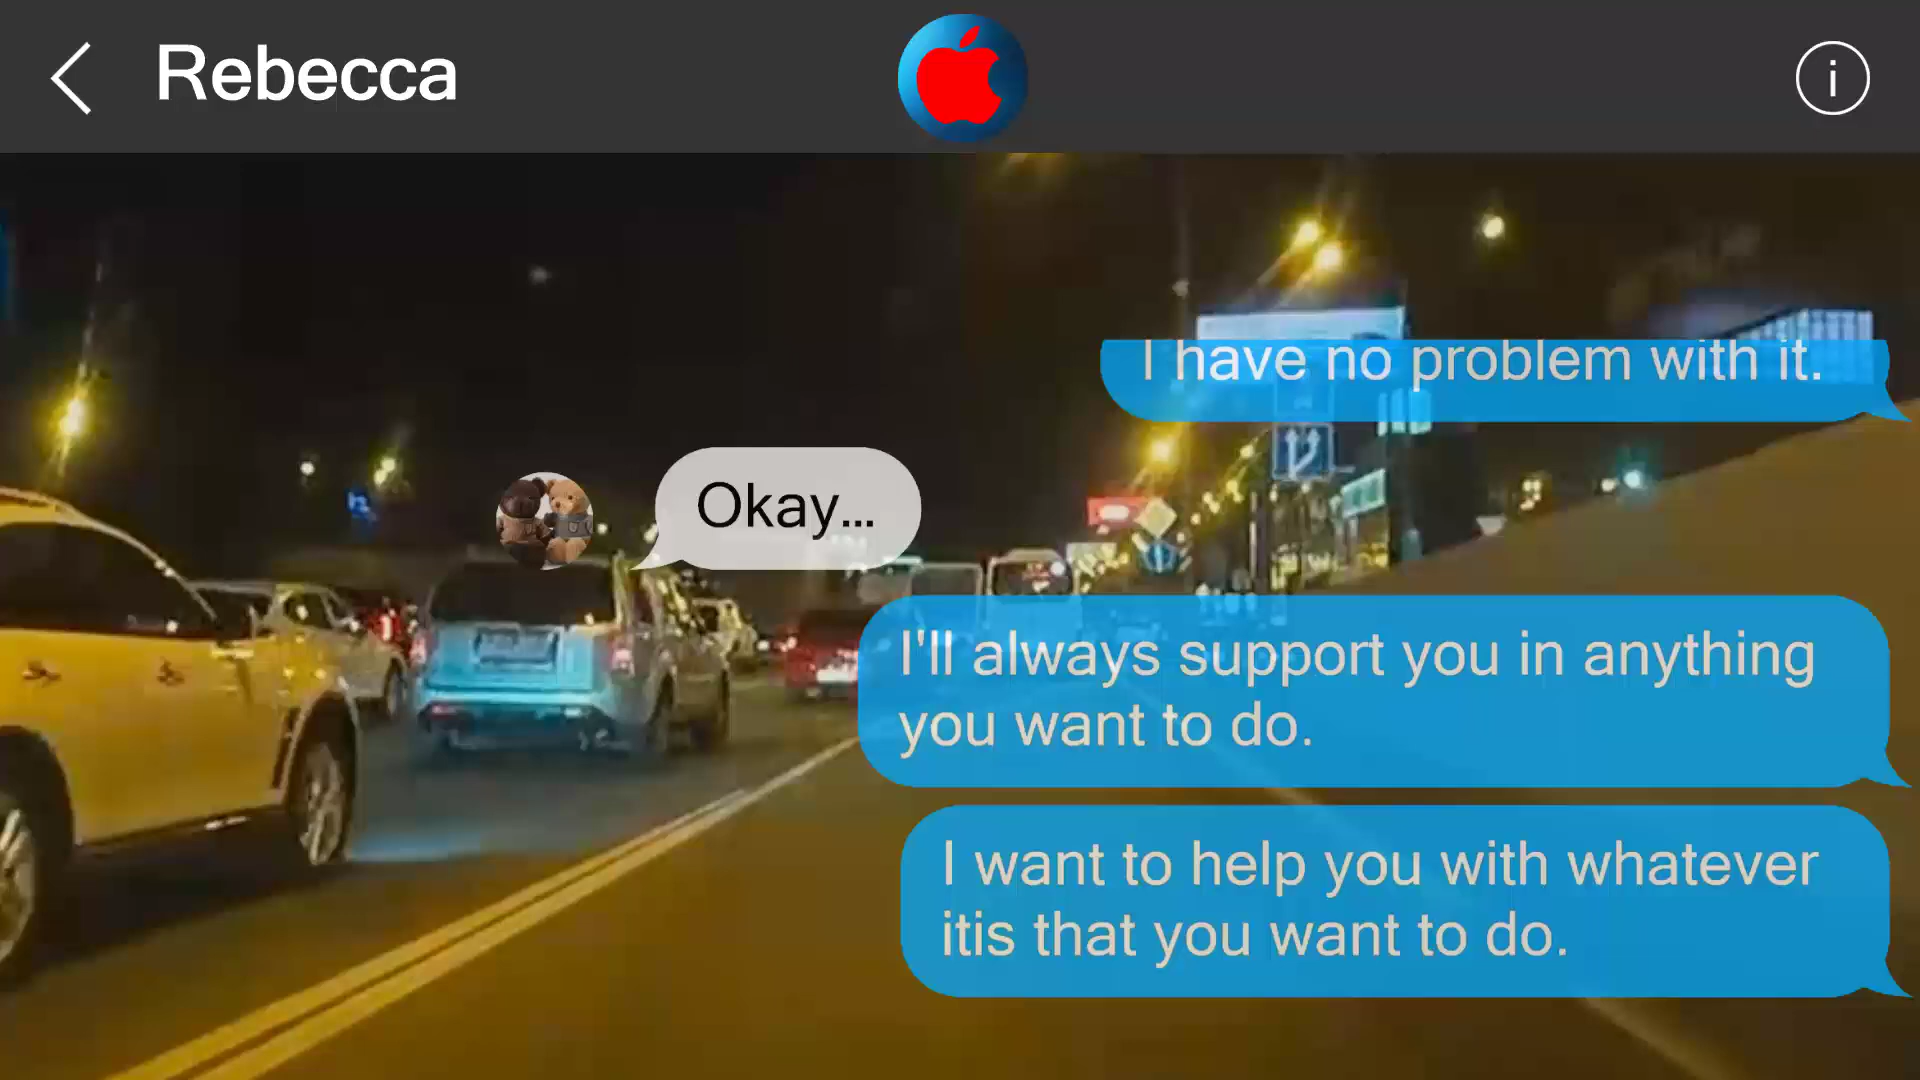 Rebecca
i
I have no problem with it.
Okay...
I'll always support you in anything
you want to do.
I want to help you with whatever
itis that you want to do.